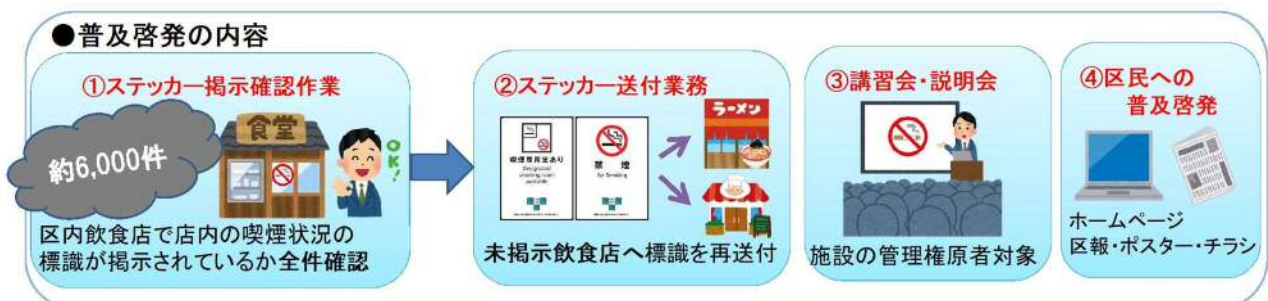 ●普及啓発の内容
①ステッカー掲示確認作業
約6,000件
食堂
OK!
区内飲食店で店内の喫煙状況の
標識が掲示されているか全件確認
②ステッカー送付業務
喫煙専用室あり
Designated
smoking room
available
禁煙
No Smoking
ラーメン
未掲示飲食店へ標識を再送付
③講習会・説明会
施設の管理権原者対象
④区民への
普及啓発
ホームページ
区報・ポスター・チラシ